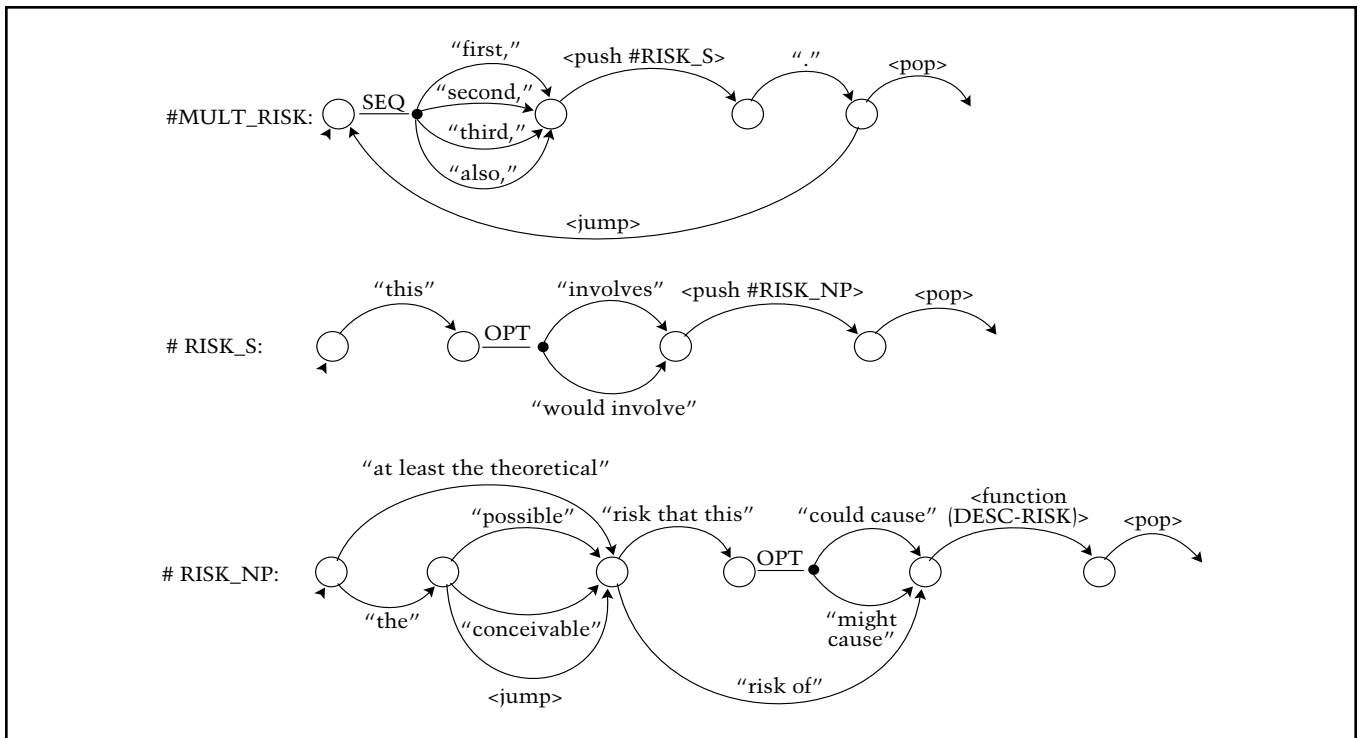 “first,”
<push #RISK_S>
“.”
<pop>
#MULT_RISK:
SEQ
“second,”
“third,”
“also,”
<jump>
“this”
“involves”
<push #RISK_NP>
<pop>
# RISK_S:
OPT
“would involve”
“at least the theoretical”
“possible”
“risk that this”
“could cause”
<function
(DESC-RISK)>
<pop>
# RISK_NP:
OPT
“the”
“conceivable”
“might
cause”
<jump>
“risk of”